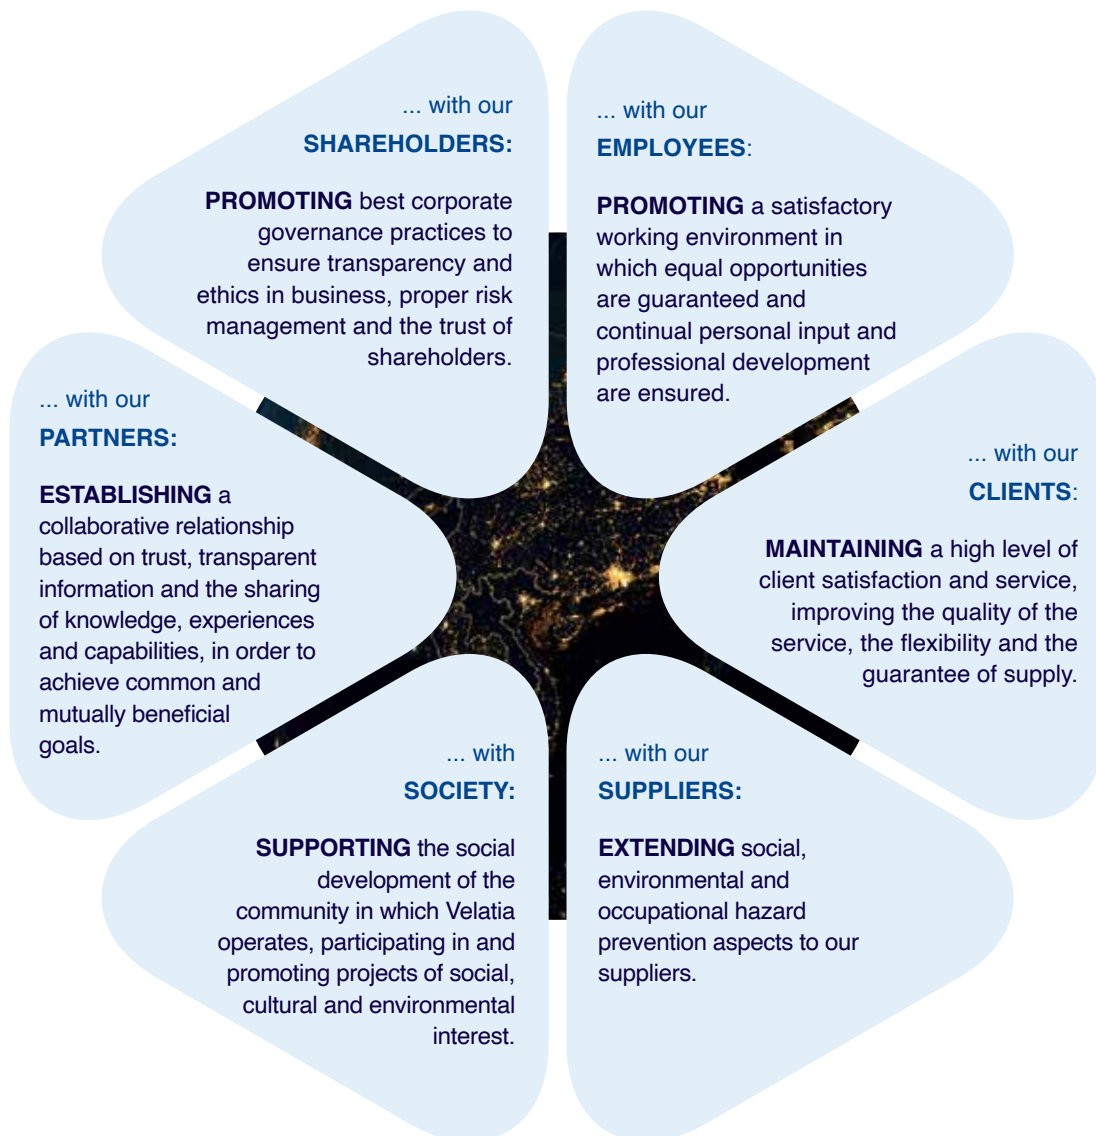 ... with our
SHAREHOLDERS:
PROMOTING best corporate
governance practices to
ensure transparency and
ethics in business, proper risk
management and the trust of
shareholders.
... with our
EMPLOYEES:
PROMOTING a satisfactory
working environment in
which equal opportunities
are guaranteed and
continual personal input and
professional development
are ensured.
... with our
PARTNERS:
ESTABLISHING a
collaborative relationship
based on trust, transparent
information and the sharing
of knowledge, experiences
and capabilities, in order to
achieve common and
mutually beneficial
goals.
... with our
CLIENTS:
MAINTAINING a high level of
client satisfaction and service,
improving the quality of the
service, the flexibility and the
guarantee of supply.
... with
SOCIETY:
SUPPORTING the social
development of the
community in which Velatia
operates, participating in and
promoting projects of social,
cultural and environmental
interest.
... with our
SUPPLIERS:
EXTENDING social,
environmental and
occupational hazard
prevention aspects to our
suppliers.